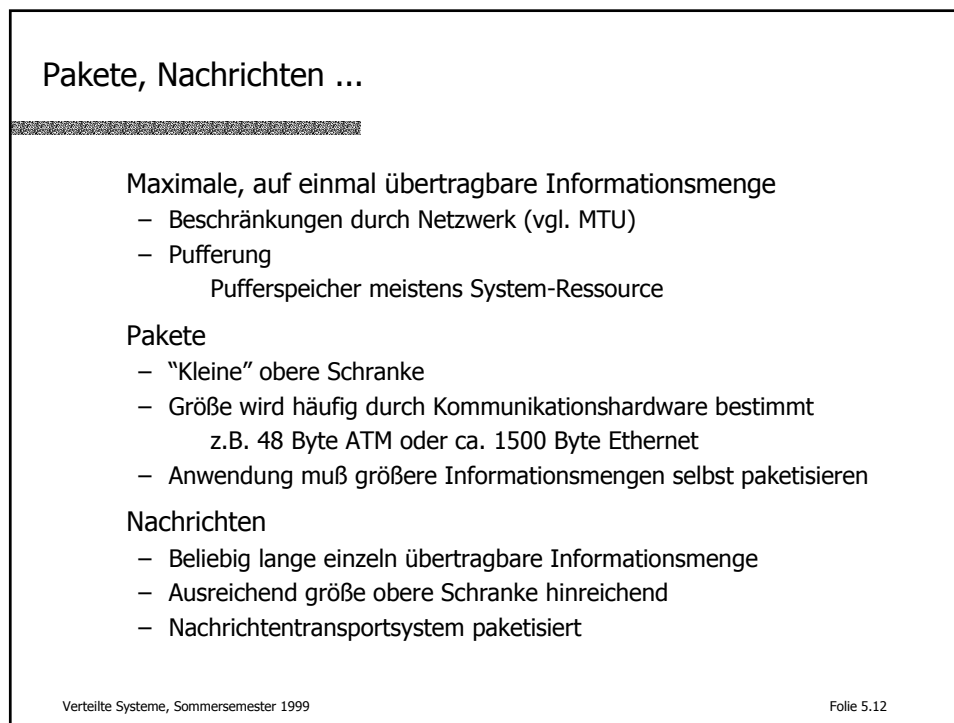 Pakete, Nachrichten ...
Maximale, auf einmal übertragbare Informationsmenge
– Beschränkungen durch Netzwerk (vgl. MTU)
– Pufferung
Pufferspeicher meistens System-Ressource
Pakete
– “Kleine” obere Schranke
– Größe wird häufig durch Kommunikationshardware bestimmt
z.B. 48 Byte ATM oder ca. 1500 Byte Ethernet
– Anwendung muß größere Informationsmengen selbst paketisieren
Nachrichten
– Beliebig lange einzeln übertragbare Informationsmenge
– Ausreichend größe obere Schranke hinreichend
– Nachrichtentransportsystem paketisiert
Verteilte Systeme, Sommersemester 1999
Folie 5.12